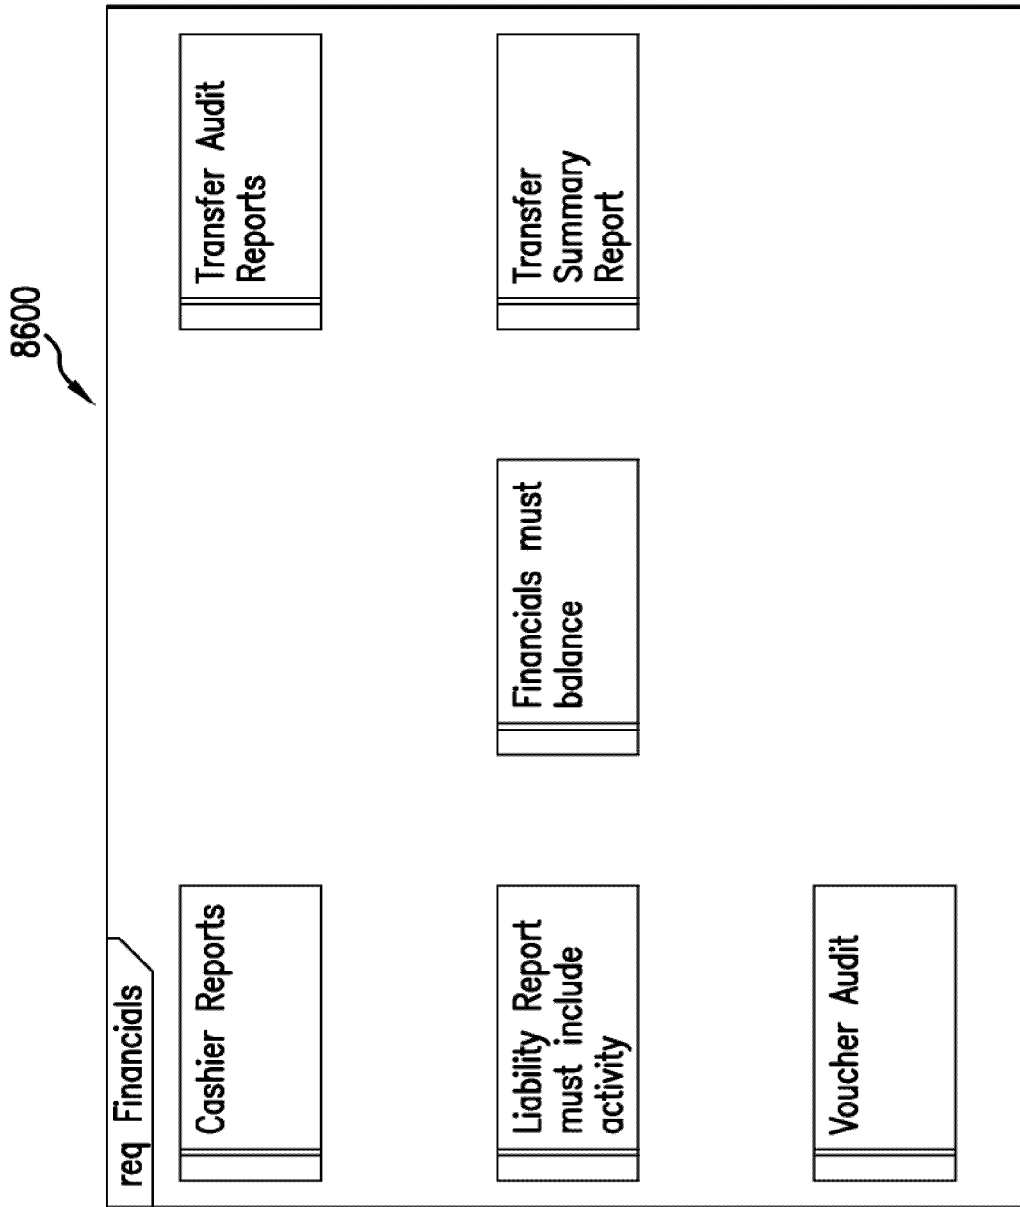 8600
req Financials
Cashier Reports
Transfer Audit
Reports
Liability Report
must include
activity
Financials must
balance
Transfer
Summary
Report
Voucher Audit